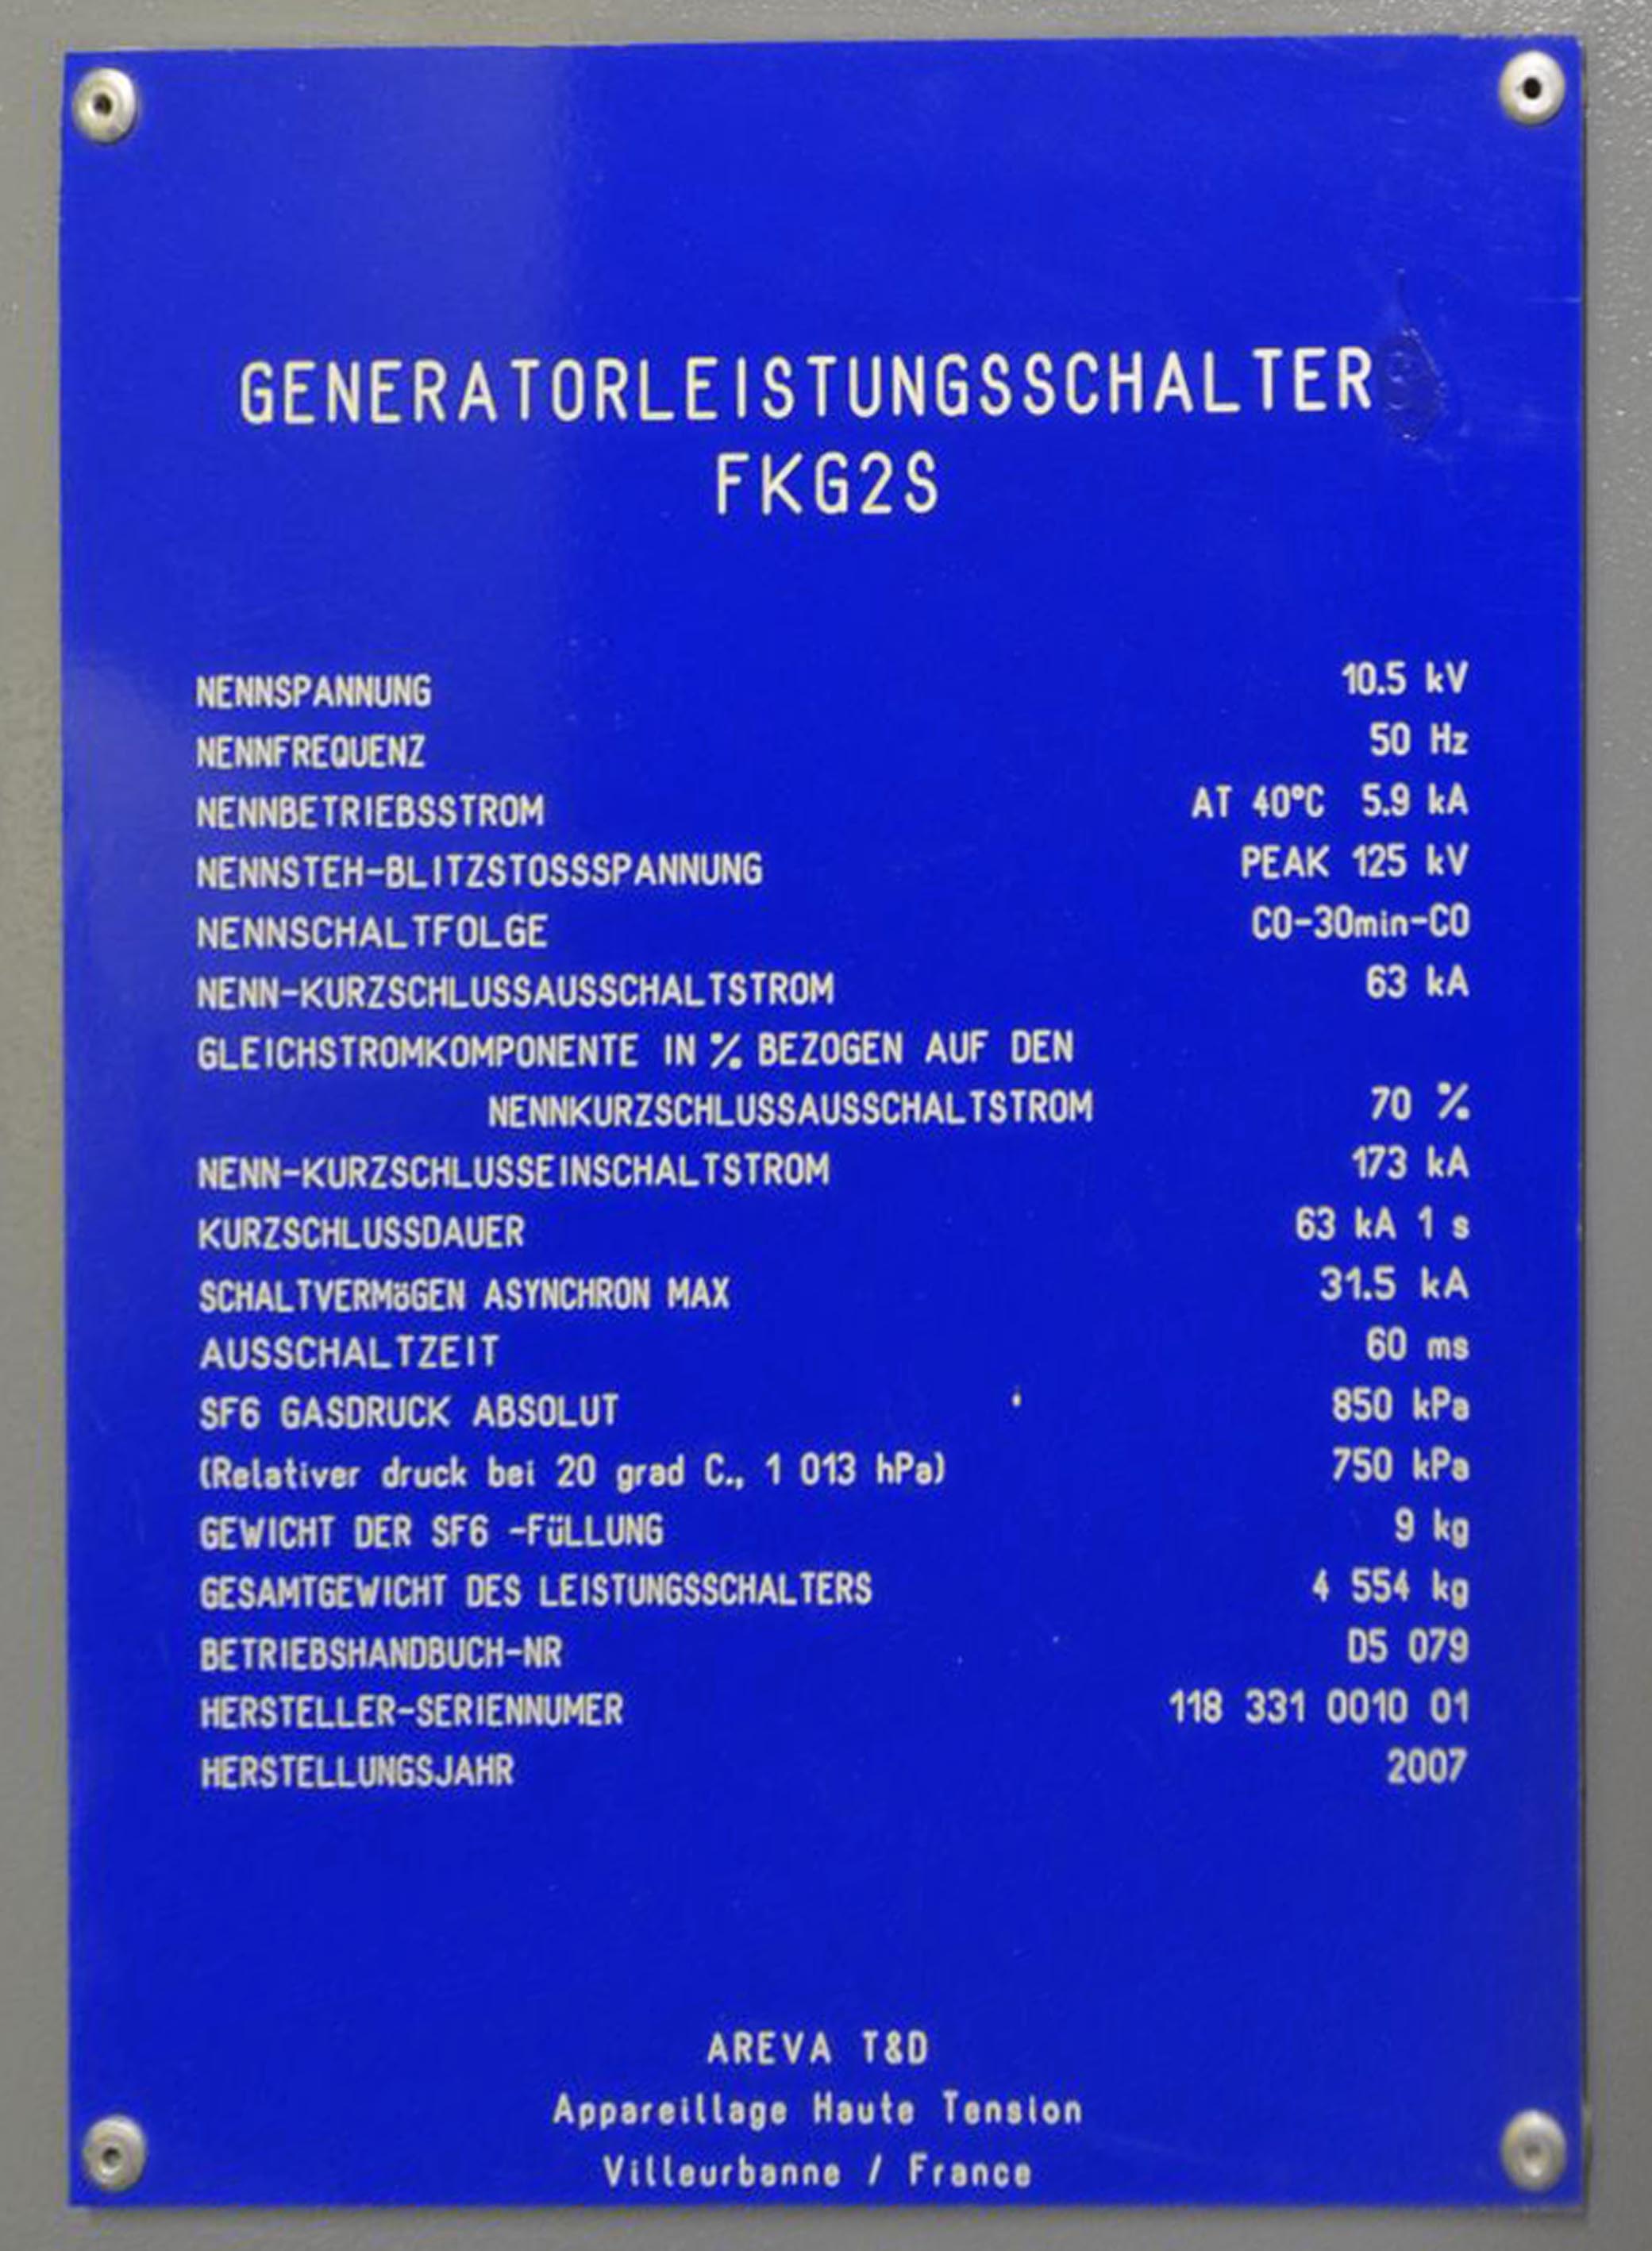 GENERATORLEISTUNGSSCHALTER
FKG2S
NENNSPANNUNG 10.5 kV
NENNFREQUENZ 50 Hz
NENNBETRIEBSSTROM AT 40°C 5.9 kA
NENNSTEH-BLITZSTOSSSPANNUNG PEAK 125 kV
NENNSCHALTFOLGE CO-30min-CO
NENN-KURZSCHLUSSAUSSCHALTSTROM 63 kA
GLEICHSTROMKOMPONENTE IN % BEZOGEN AUF DEN
NENNKURZSCHLUSSAUSSCHALTSTROM 70 %
NENN-KURZSCHLUSSEINSCHALTSTROM 173 kA
KURZSCHLUSSDAUER 63 kA 1 s
SCHALTVERMöGEN ASYNCHRON MAX 31.5 kA
AUSSCHALTZEIT 60 ms
SF6 GASDRUCK ABSOLUT 850 kPa
(Relativer druck bei 20 grad C., 1 013 hPa) 750 kPa
GEWICHT DER SF6 -FüLLUNG 9 kg
GESAMTGEWICHT DES LEISTUNGSSCHALTERS 4 554 kg
BETRIEBSHANDBUCH-NR D5 079
HERSTELLER-SERIENNUMER 118 331 0010 01
HERSTELLUNGSJAHR 2007
AREVA T&D
Appareillage Haute Tension
Villeurbanne / France